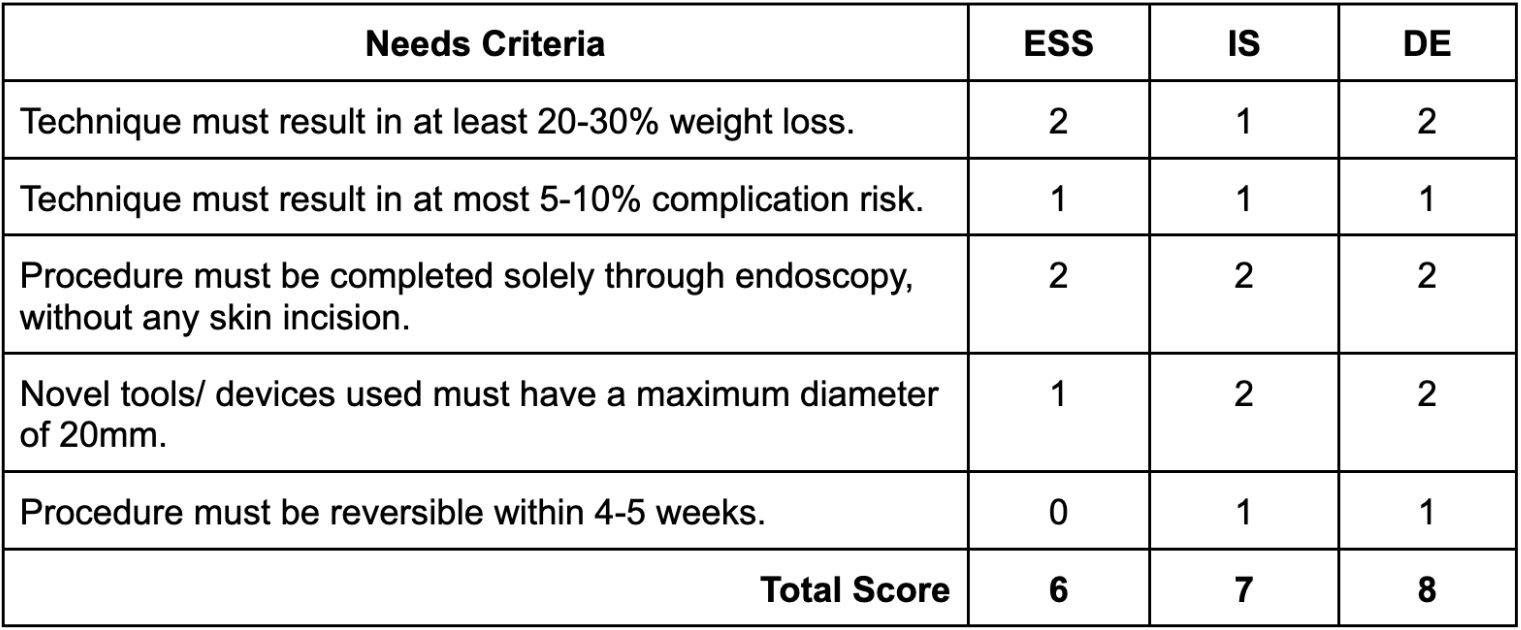 Needs Criteria ESS IS DE
Technique must result in at least 20-30% weight loss. 2 1 2
Technique must result in at most 5-10% complication risk. 1 1 1
Procedure must be completed solely through endoscopy, 2 2 2
without any skin incision.
Novel tools/ devices used must have a maximum diameter 1 2 2
of 20mm.
Procedure must be reversible within 4-5 weeks. 0 1 1
Total Score 6 7 8